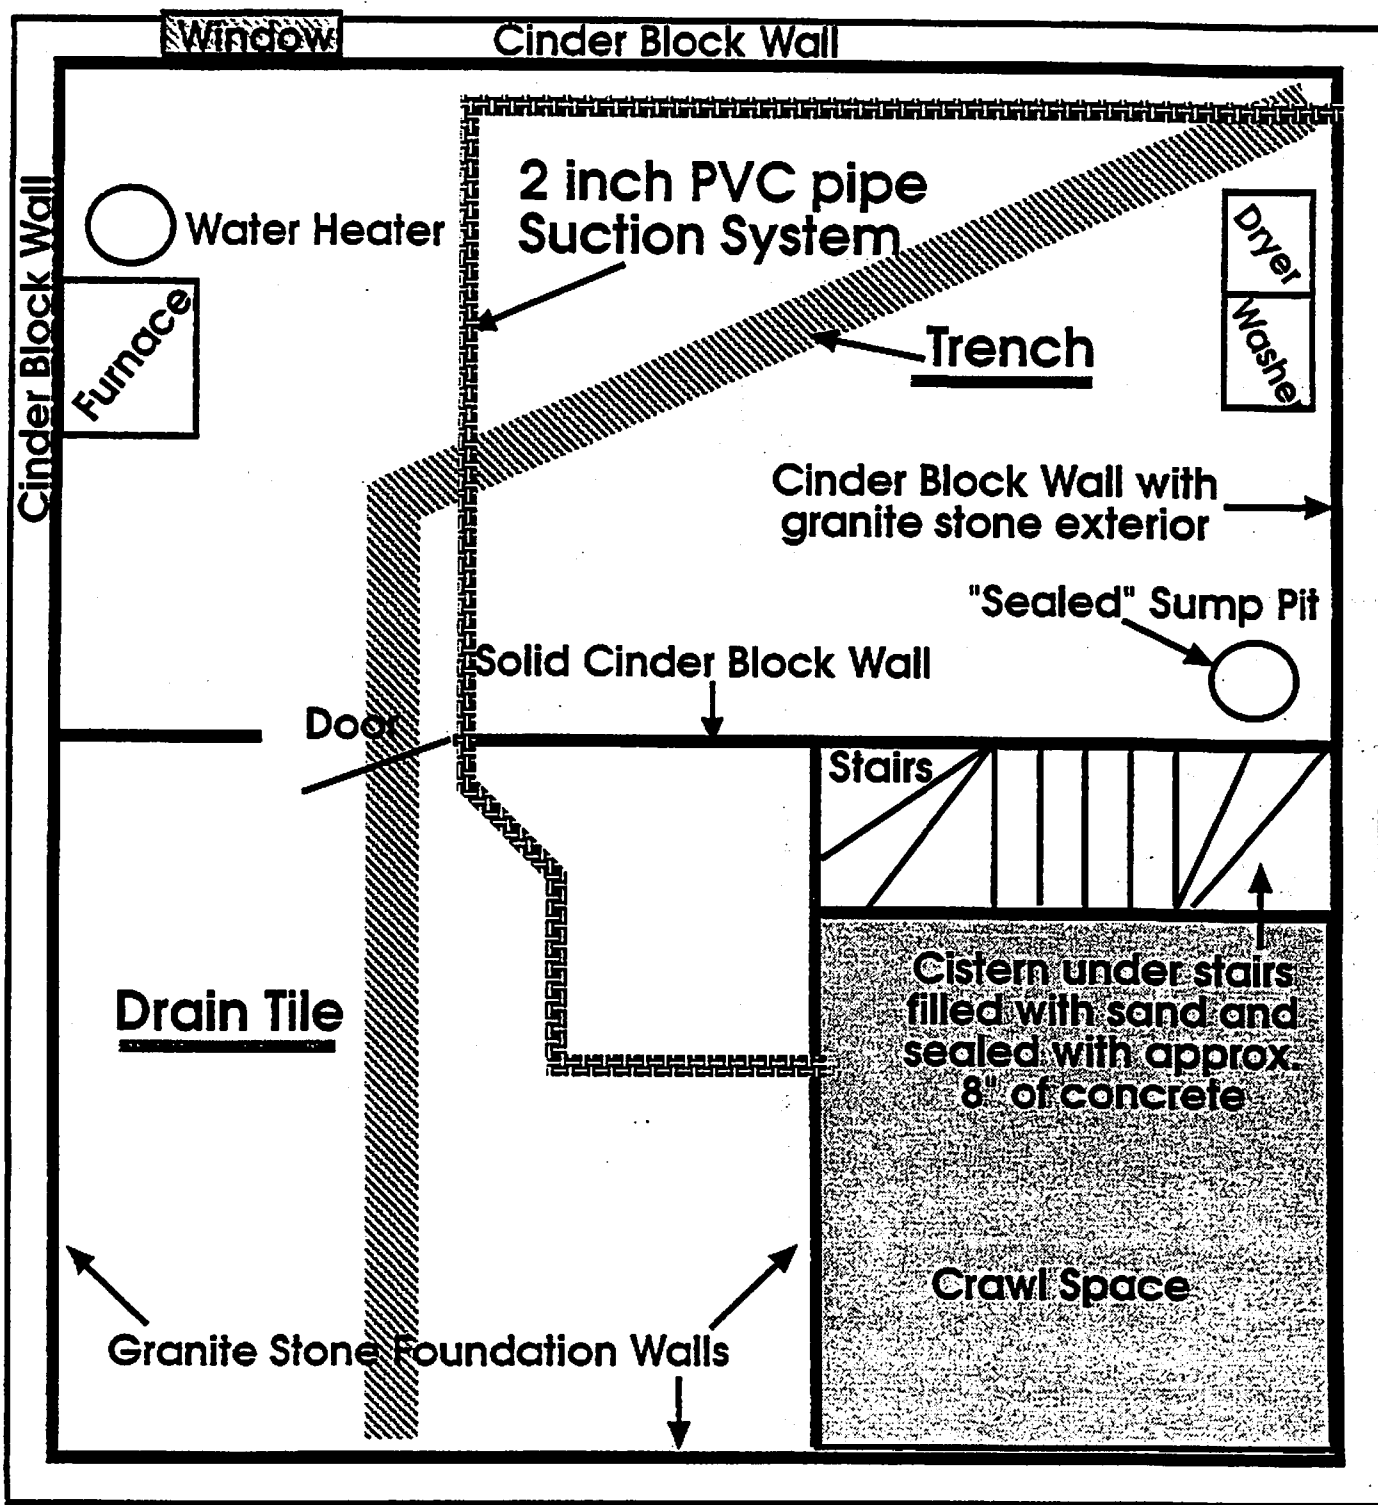 Window
Cinder Block Wall
Cinder Block Wall
Water Heater
2 inch PVC pipe
Suction System
Dryer
Washer
Furnace
Trench
Cinder Block Wall with
granite stone exterior
"Sealed" Sump Pit
Solid Cinder Block Wall
Door
Stairs
Cistern under stairs
filled with sand and
sealed with approx.
8" of concrete
Drain Tile
Crawl Space
Granite Stone Foundation Walls